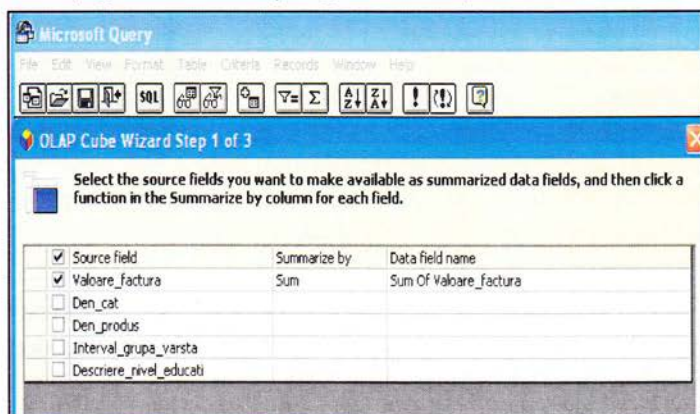 Microsoft Query
File Edit View Format Table Criteria Records Window Help
SQL
OLAP Cube Wizard Step 1 of 3
Select the source fields you want to make available as summarized data fields, and then click a
function in the Summarize by column for each field.
Source field Summarize by Data field name
Valoare_factura Sum Sum Of Valoare_factura
Den_cat
Den_produs
Interval_grupa_varsta
Descriere_nivel_educati